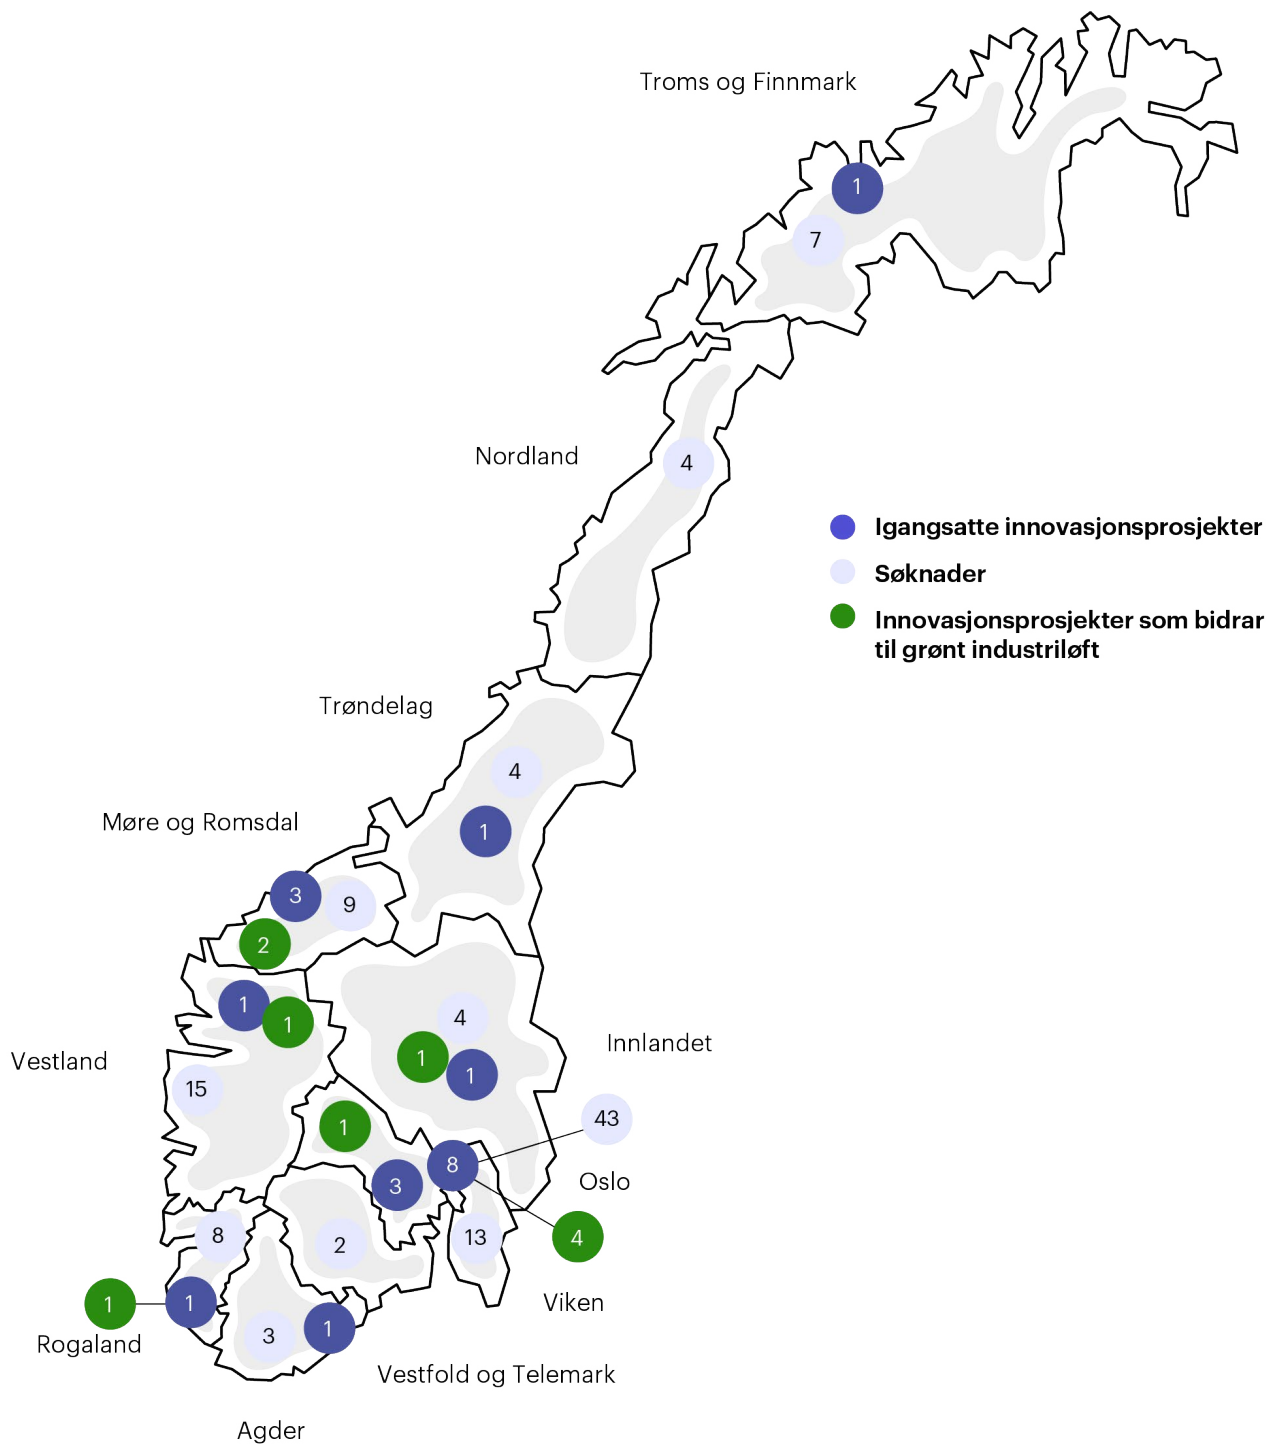 Troms og Finnmark
1
7
Nordland
4
Igangsatte innovasjonsprosjekter
Søknader
Innovasjonsprosjekter som bidrar
til grønt industriløft
Trøndelag
4
1
Møre og Romsdal
3
9
2
1
1
4
Innlandet
Vestland
1
1
15
43
1
8
Oslo
3
8
2
13
4
1
1
Viken
Rogaland
3
1
Vestfold og Telemark
Agder